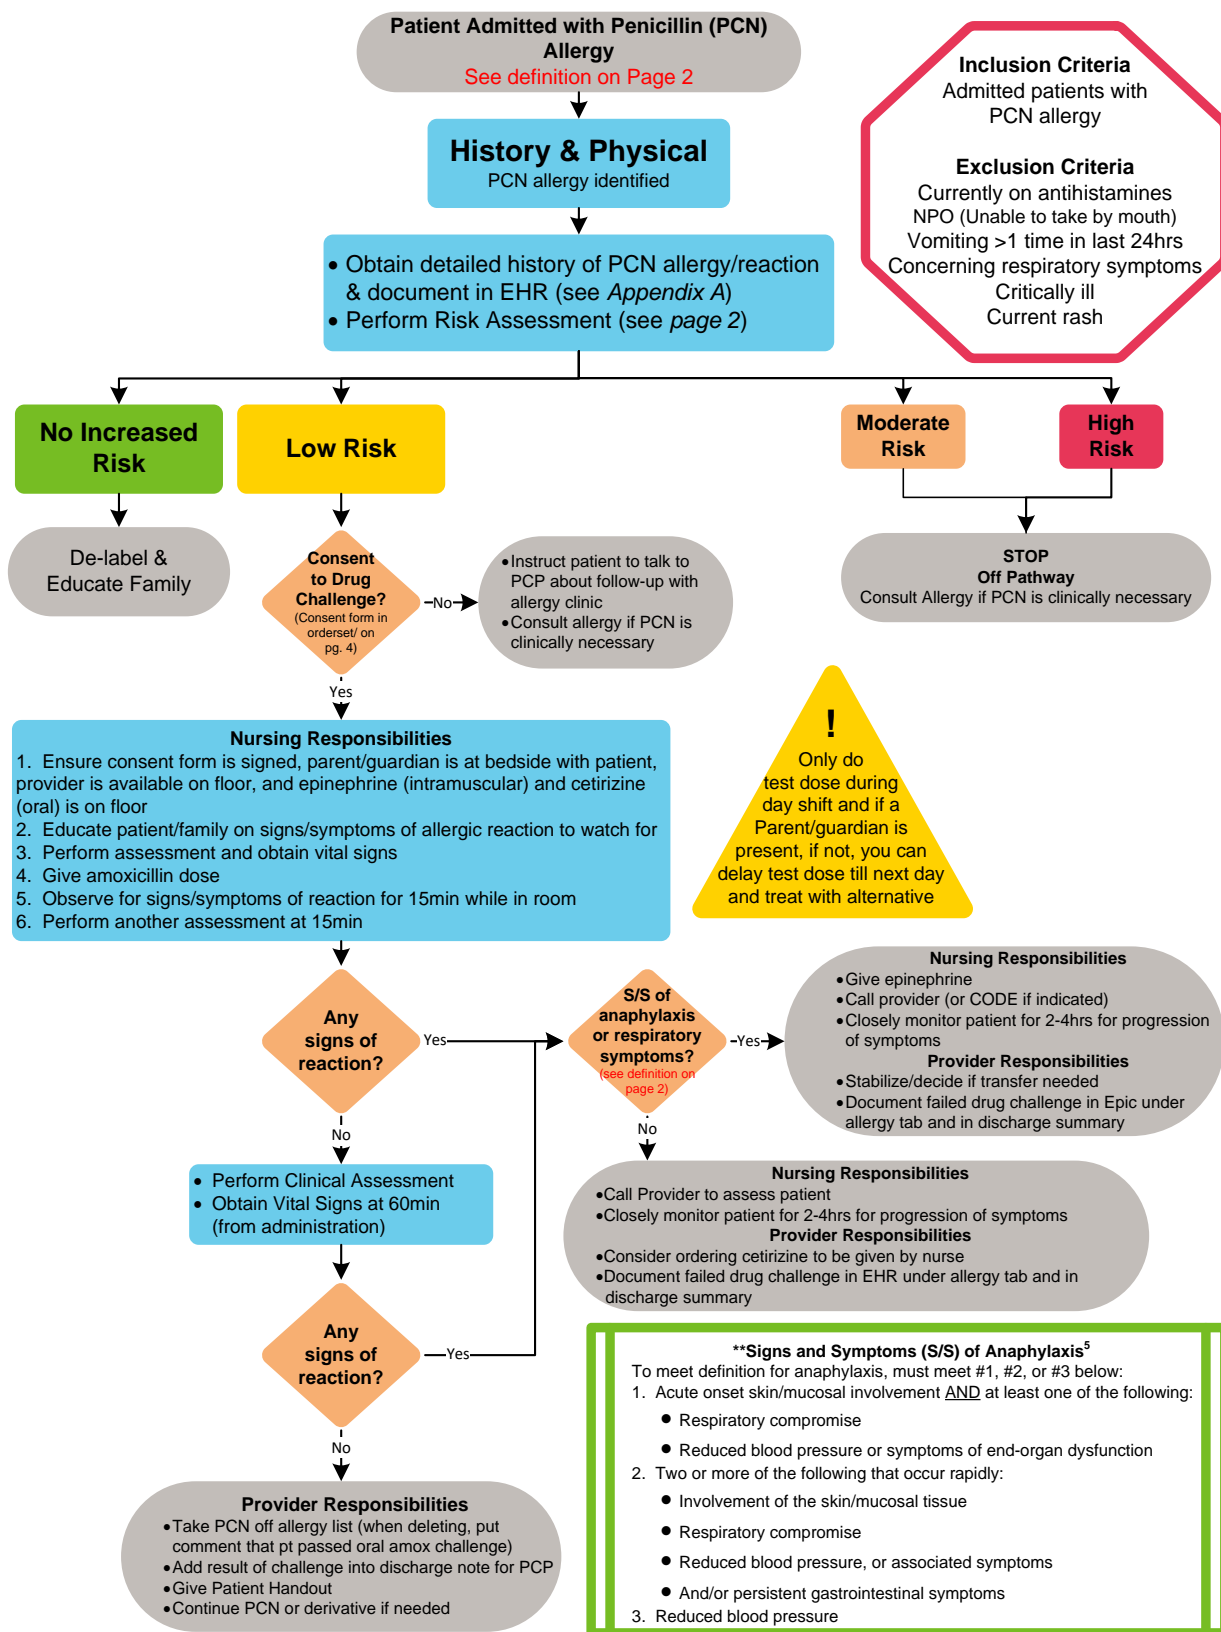 Patient Admitted with Penicillin (PCN)
Allergy
See definition on Page 2
Inclusion Criteria
Admitted patients with
PCN allergy
Exclusion Criteria
Currently on antihistamines
NPO (Unable to take by mouth)
Vomiting >1 time in last 24hrs
Concerning respiratory symptoms
Critically ill
Current rash
History & Physical
PCN allergy identified
• Obtain detailed history of PCN allergy/reaction
& document in EHR (see Appendix A)
• Perform Risk Assessment (see page 2)
No Increased
Risk
Low Risk
Moderate
Risk
High
Risk
De-label &
Educate Family
Consent
to Drug
Challenge?
(Consent form in
orderset/ on
pg. 4)
No
• Instruct patient to talk to
PCP about follow-up with
allergy clinic
• Consult allergy if PCN is
clinically necessary
STOP
Off Pathway
Consult Allergy if PCN is clinically necessary
Yes
Nursing Responsibilities
1. Ensure consent form is signed, parent/guardian is at bedside with patient,
provider is available on floor, and epinephrine (intramuscular) and cetirizine
(oral) is on floor
2. Educate patient/family on signs/symptoms of allergic reaction to watch for
3. Perform assessment and obtain vital signs
4. Give amoxicillin dose
5. Observe for signs/symptoms of reaction for 15min while in room
6. Perform another assessment at 15min
!
Only do
test dose during
day shift and if a
Parent/guardian is
present, if not, you can
delay test dose till next day
and treat with alternative
Any
signs of
reaction?
Yes
S/S of
anaphylaxis
or respiratory
symptoms?
(see definition on
page 2)
Yes
Nursing Responsibilities
• Give epinephrine
• Call provider (or CODE if indicated)
• Closely monitor patient for 2-4hrs for progression
of symptoms
Provider Responsibilities
• Stabilize/decide if transfer needed
• Document failed drug challenge in Epic under
allergy tab and in discharge summary
No
No
• Perform Clinical Assessment
• Obtain Vital Signs at 60min
(from administration)
Nursing Responsibilities
• Call Provider to assess patient
• Closely monitor patient for 2-4hrs for progression of symptoms
Provider Responsibilities
• Consider ordering cetirizine to be given by nurse
• Document failed drug challenge in EHR under allergy tab and in
discharge summary
Any
signs of
reaction?
Yes
No
Provider Responsibilities
• Take PCN off allergy list (when deleting, put
comment that pt passed oral amox challenge)
• Add result of challenge into discharge note for PCP
• Give Patient Handout
• Continue PCN or derivative if needed
**Signs and Symptoms (S/S) of Anaphylaxis5
To meet definition for anaphylaxis, must meet #1, #2, or #3 below:
1. Acute onset skin/mucosal involvement AND at least one of the following:
• Respiratory compromise
• Reduced blood pressure or symptoms of end-organ dysfunction
2. Two or more of the following that occur rapidly:
• Involvement of the skin/mucosal tissue
• Respiratory compromise
• Reduced blood pressure, or associated symptoms
• And/or persistent gastrointestinal symptoms
3. Reduced blood pressure